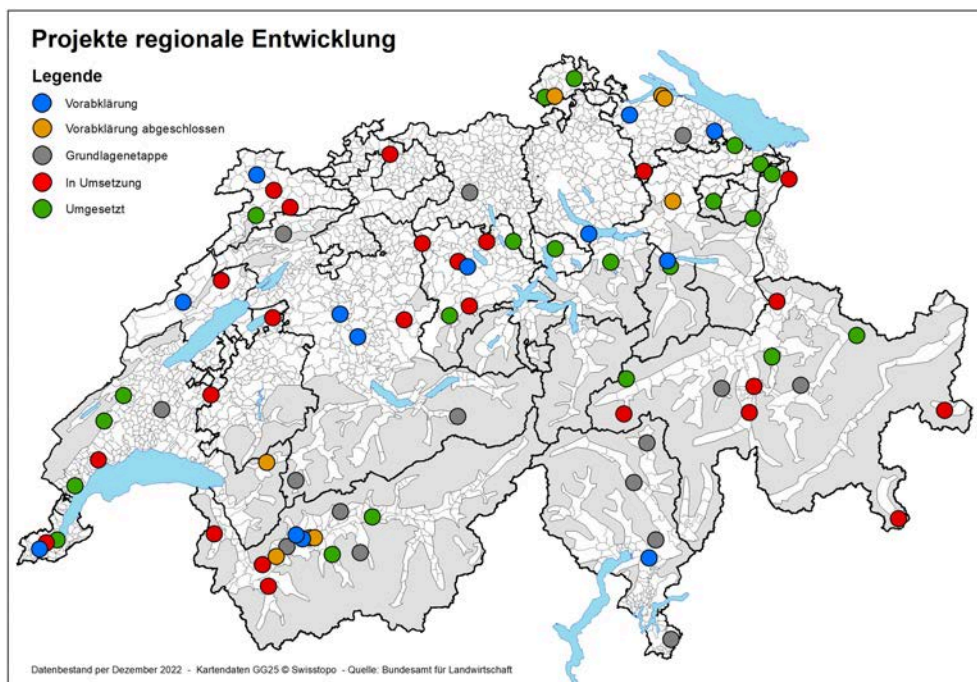 Projekte regionale Entwicklung
Legende
Vorabklärung
Vorabklärung abgeschlossen
Grundlagenetappe
In Umsetzung
Umgesetzt
Datenbestand per Dezember 2022 - Kartendaten GG25 © Swisstopo - Quelle: Bundesamt für Landwirtschaft